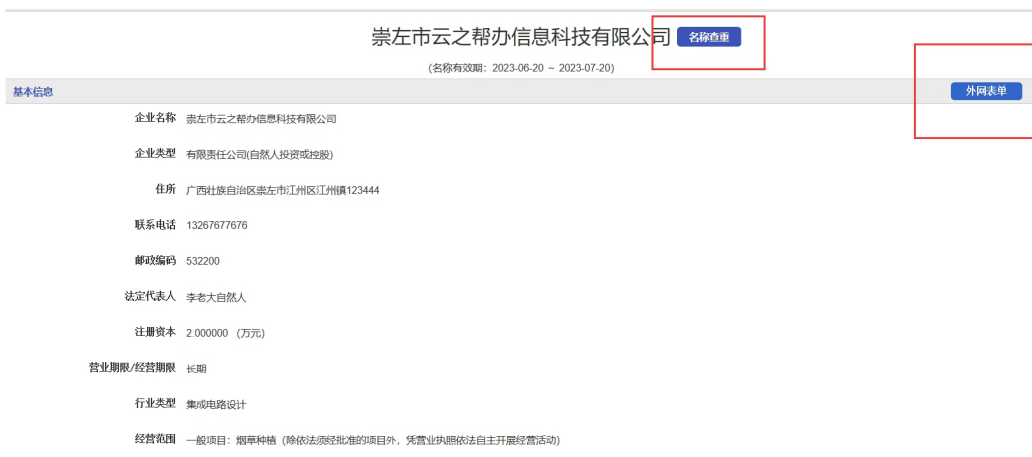 崇左市云之帮办信息科技有限公司 名称查重
(名称有效期：2023-06-20 ~ 2023-07-20)
基本信息 外网表单
企业名称 崇左市云之帮办信息科技有限公司
企业类型 有限责任公司(自然人投资或控股)
住所 广西壮族自治区崇左市江州区江州镇123444
联系电话 13267677676
邮政编码 532200
法定代表人 李老大自然人
注册资本 2.000000 (万元)
营业期限/经营期限 长期
行业类型 集成电路设计
经营范围 一般项目：烟草种植（除依法须经批准的项目外，凭营业执照依法自主开展经营活动）